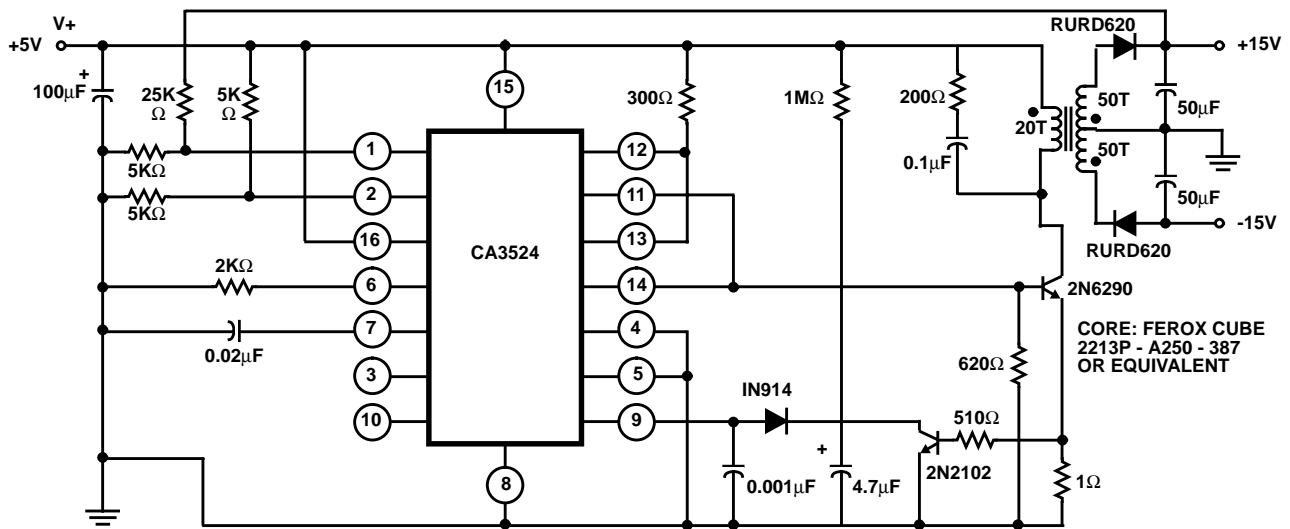 V+
+5V
+
100μF
25K
Ω
5K
Ω
15
300Ω
1MΩ
200Ω
0.1μF
20T
50T
50T
RURD620
+15V
50μF
50μF
-15V
RURD620
5KΩ
5KΩ
1
2
16
6
7
3
10
CA3524
12
11
13
14
4
5
9
8
2KΩ
0.02μF
2N6290
CORE: FEROX CUBE
2213P - A250 - 387
OR EQUIVALENT
620Ω
IN914
510Ω
2N2102
+
0.001μF
4.7μF
1Ω